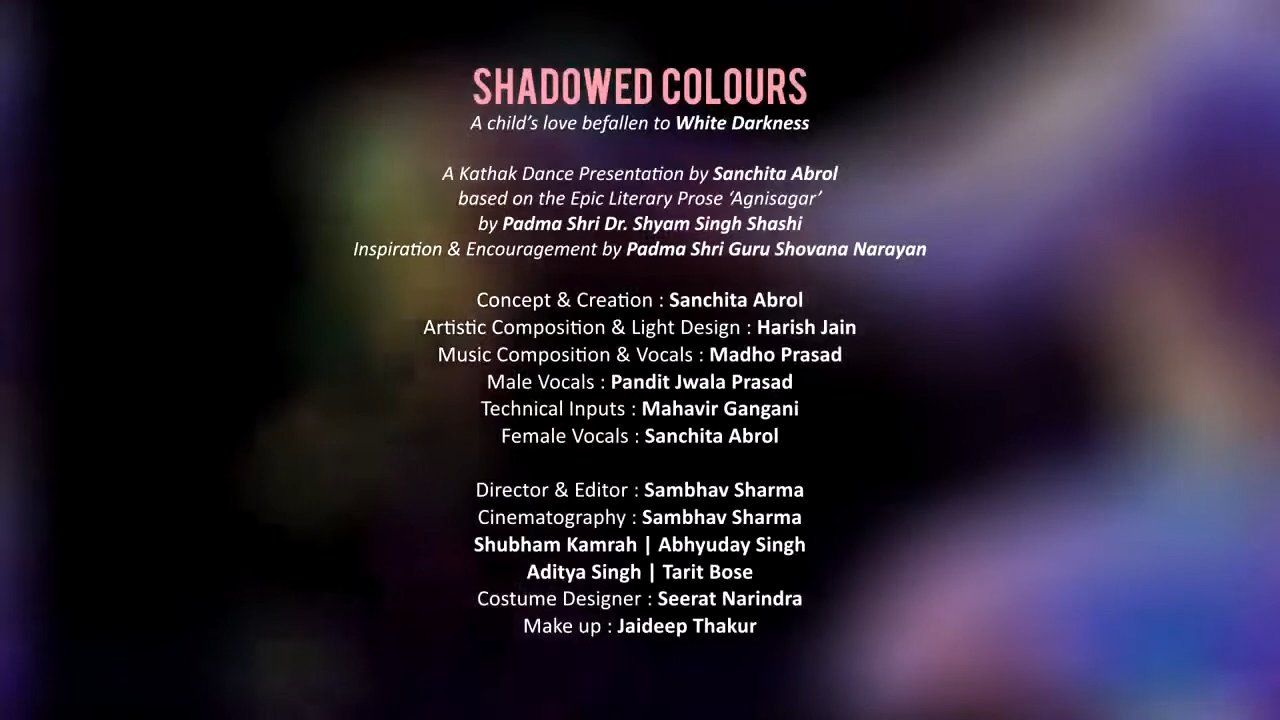 SHADOWED COLOURS
A child's love befallen to White Darkness
A Kathak Dance Presentation by Sanchita Abrol
based on the Epic Literary Prose ‘Agnisagar’
by Padma Shri Dr. Shyam Singh Shashi
Inspiration & Encouragement by Padma Shri Guru Shovana Narayan
Concept & Creation : Sanchita Abrol
Artistic Composition & Light Design : Harish Jain
Music Composition & Vocals : Madho Prasad
Male Vocals : Pandit Jwala Prasad
Technical Inputs : Mahavir Gangani
Female Vocals : Sanchita Abrol
Director & Editor : Sambhav Sharma
Cinematography : Sambhav Sharma
Shubham Kamrah | Abhyuday Singh
Aditya Singh | Tarit Bose
Costume Designer : Seerat Narindra
Make up : Jaideep Thakur